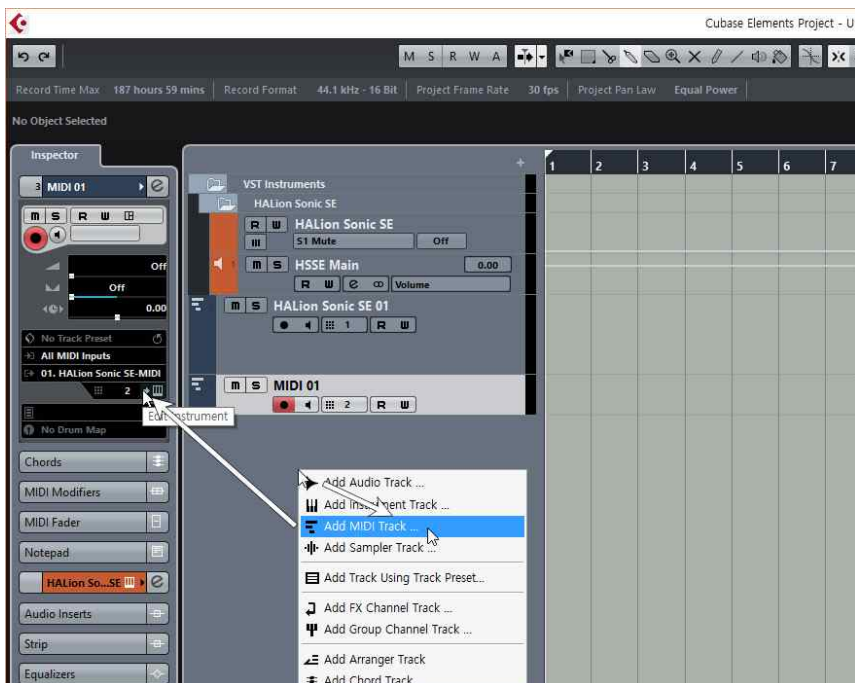 Cubase Elements Project - U
M S R W A
Record Time Max 187 hours 59 mins Record Format 44.1 kHz - 16 Bit Project Frame Rate 30 fps Project Pan Law Equal Power
No Object Selected
Inspector
1 2 3 4 5 6 7
3 MIDI 01
VST Instruments
HALion Sonic SE
m S R W
R W HALion Sonic SE
S1 Mute Off
Off
1 m S HSSE Main 0.00
Off
R W e Volume
0.00
m S HALion Sonic SE 01
1 R W
No Track Preset
All MIDI Inputs
01. HALion Sonic SE-MIDI
2
m S MIDI 01
2 R W
Edit Instrument
No Drum Map
Chords
MIDI Modifiers
MIDI Fader
Notepad
HALion So...SE
Audio Inserts
Strip
Equalizers
Add Audio Track ...
Add Instrument Track ...
Add MIDI Track ...
Add Sampler Track ...
Add Track Using Track Preset...
Add FX Channel Track ...
Add Group Channel Track ...
Add Arranger Track
Add Chord Track